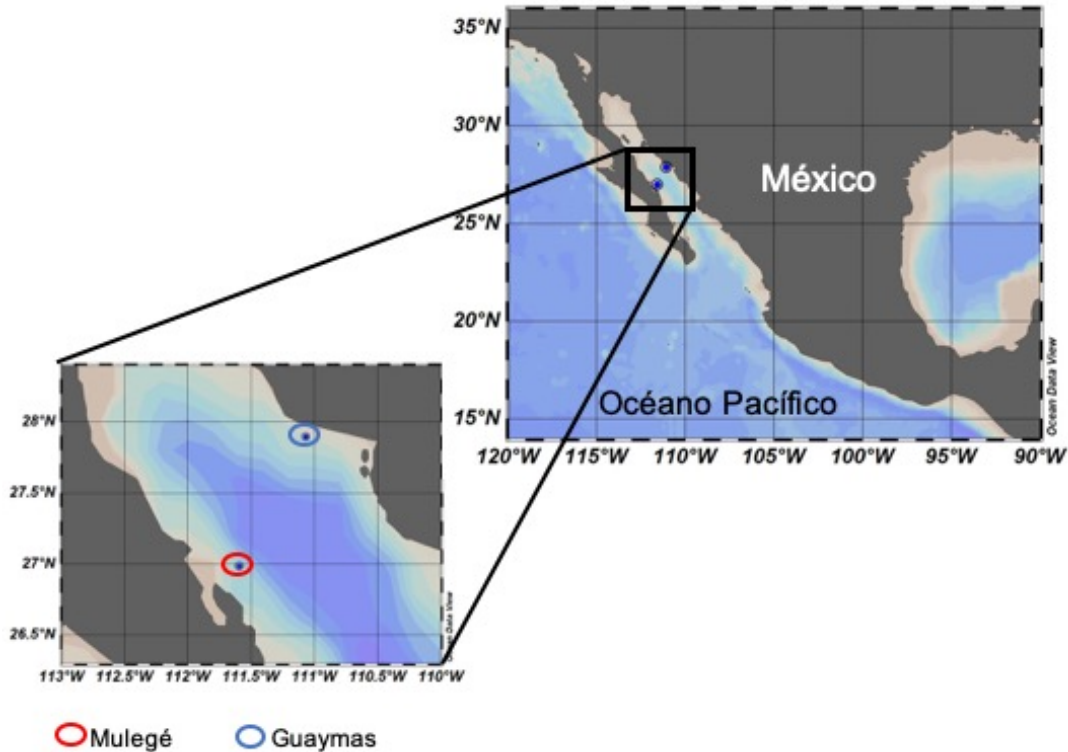 35°N
30°N
25°N
20°N
15°N
México
Océano Pacífico
Ocean Data View
120°W 115°W 110°W 105°W 100°W 95°W 90°W
28°N
27.5°N
27°N
26.5°N
Data View
113°W 112.5°W 112°W 111.5°W 111°W 110.5°W 110°W
Mulegé Guaymas